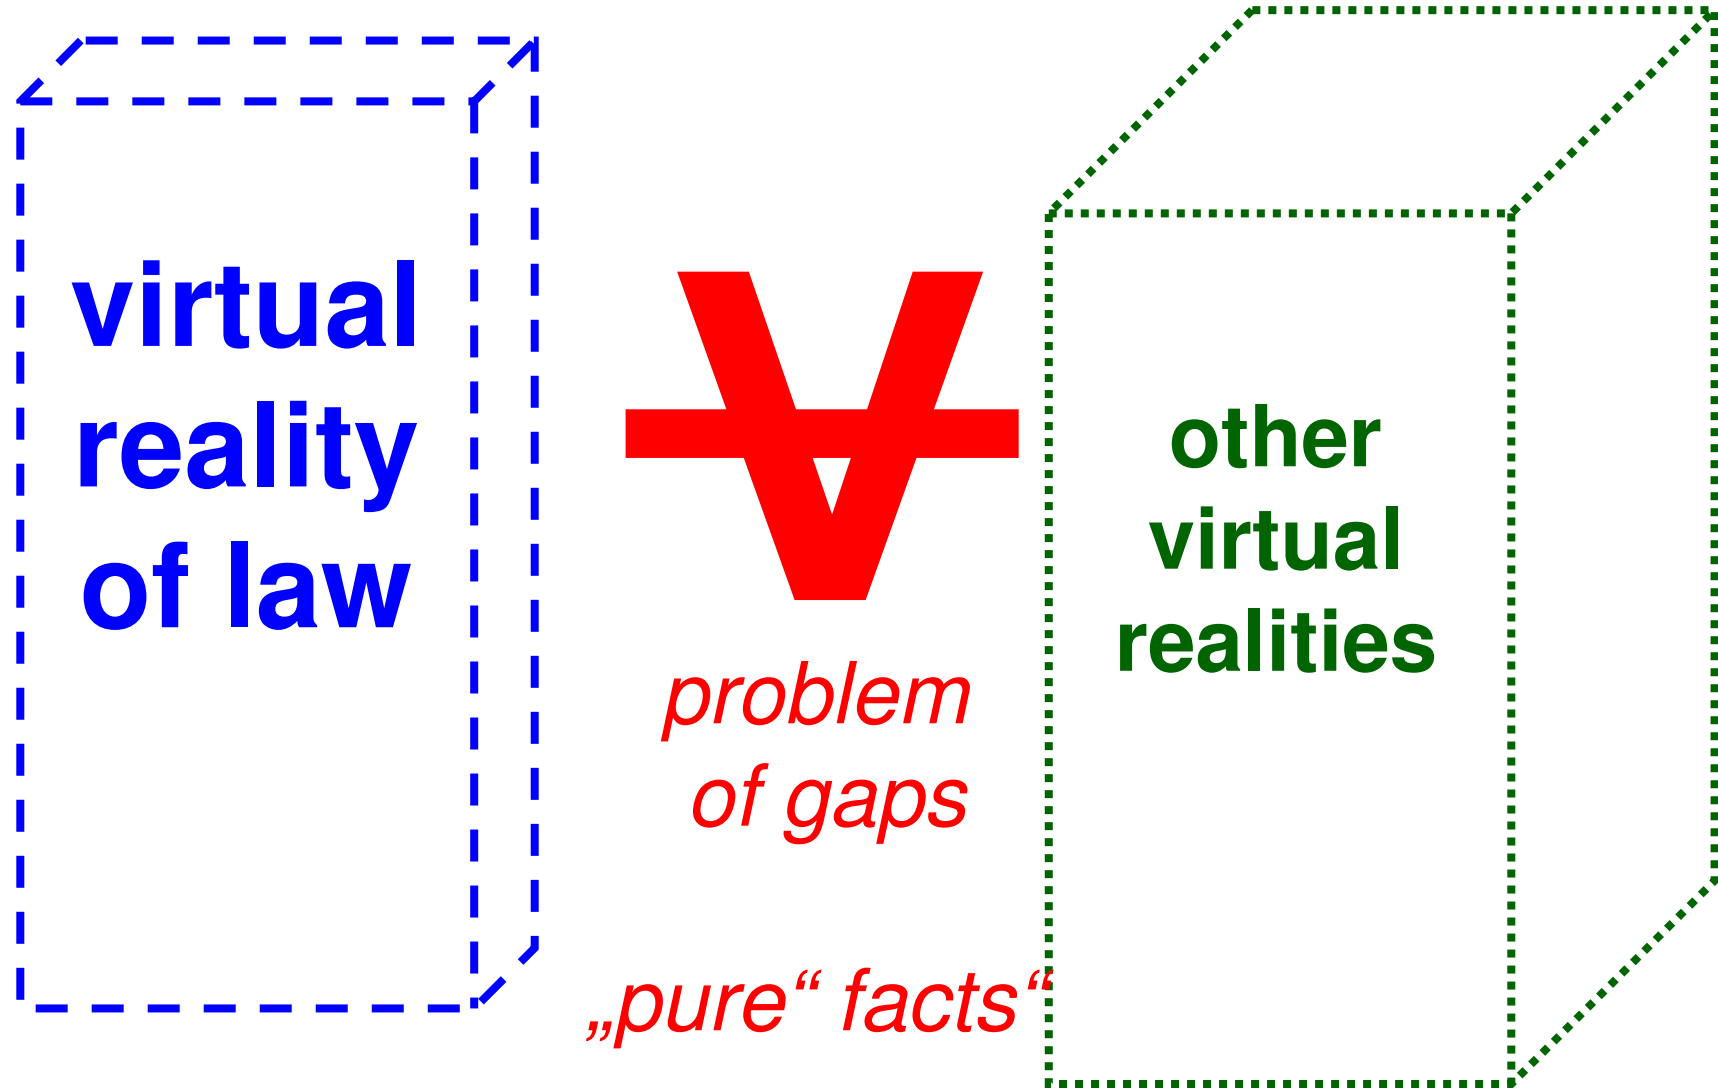 virtual
reality
of law
V
problem
of gaps
„pure“ facts“
other
virtual
realities